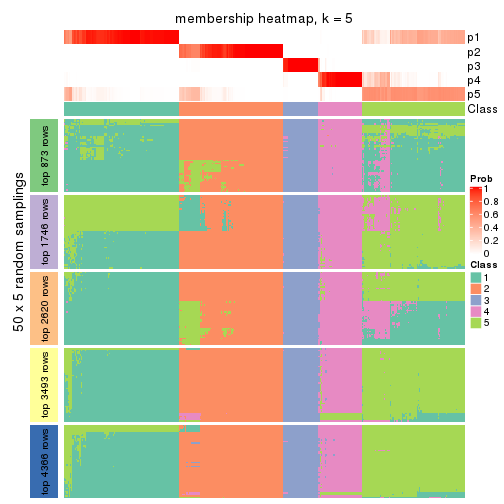 membership heatmap, k = 5
p1
p2
p3
p4
p5
Class
50 x 5 random samplings
top 873 rows
top 1746 rows
top 2620 rows
top 3493 rows
top 4366 rows
Prob
1
0.8
0.6
0.4
0.2
0
Class
1
2
3
4
5